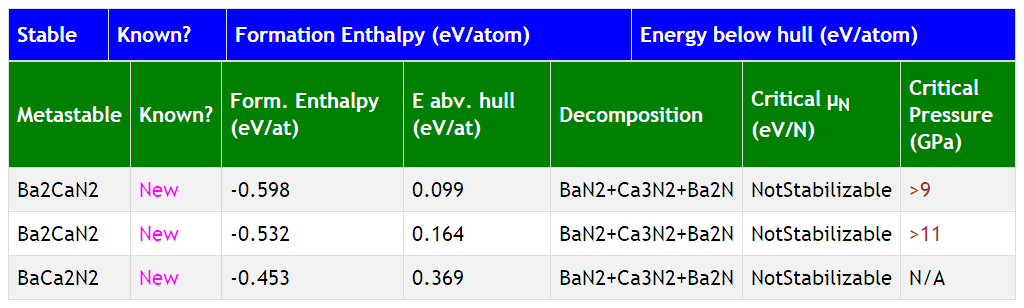 Stable Known? Formation Enthalpy (eV/atom) Energy below hull (eV/atom)
Metastable Known? Form. Enthalpy (eV/at) E abv. hull (eV/at) Decomposition Critical μN (eV/N) Critical Pressure (GPa)
Ba2CaN2 New -0.598 0.099 BaN2+Ca3N2+Ba2N NotStabilizable >9
Ba2CaN2 New -0.532 0.164 BaN2+Ca3N2+Ba2N NotStabilizable >11
BaCa2N2 New -0.453 0.369 BaN2+Ca3N2+Ba2N NotStabilizable N/A